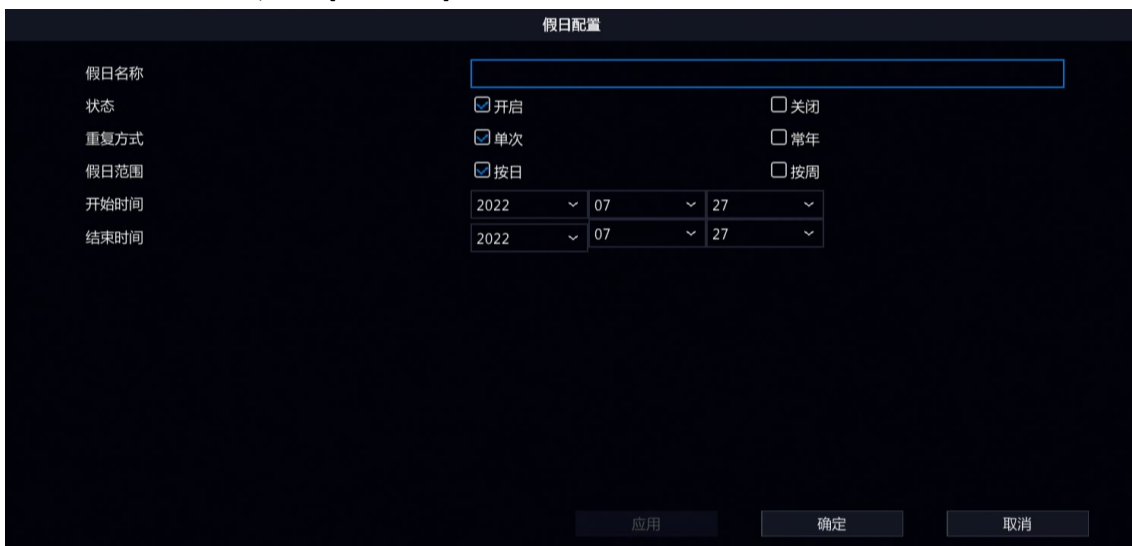 假日配置
假日名称
状态 开启 关闭
重复方式 单次 常年
假日范围 按日 按周
开始时间 2022 07 27
结束时间 2022 07 27
应用 确定 取消